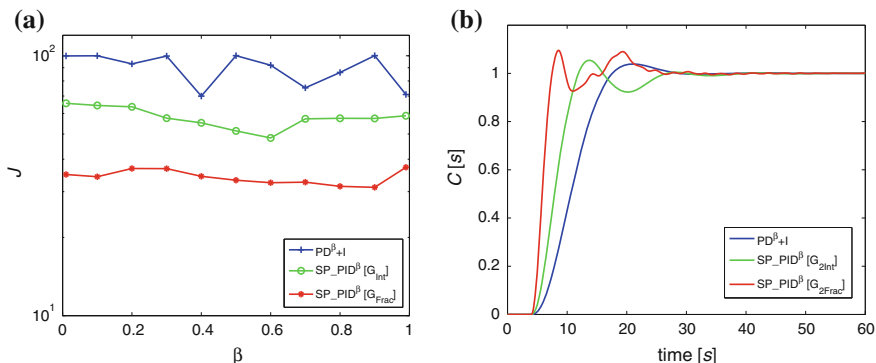 (a)
10^2
J
10^1
PD^β+I
SP_PID^β [G_Int]
SP_PID^β [G_Frac]
0 0.2 0.4 0.6 0.8 1
β
(b)
1.2
1
0.8
0.6
0.4
0.2
0
C [s]
PD^β+I
SP_PID^β [G_2Int]
SP_PID^β [G_2Frac]
0 10 20 30 40 50 60
time [s]